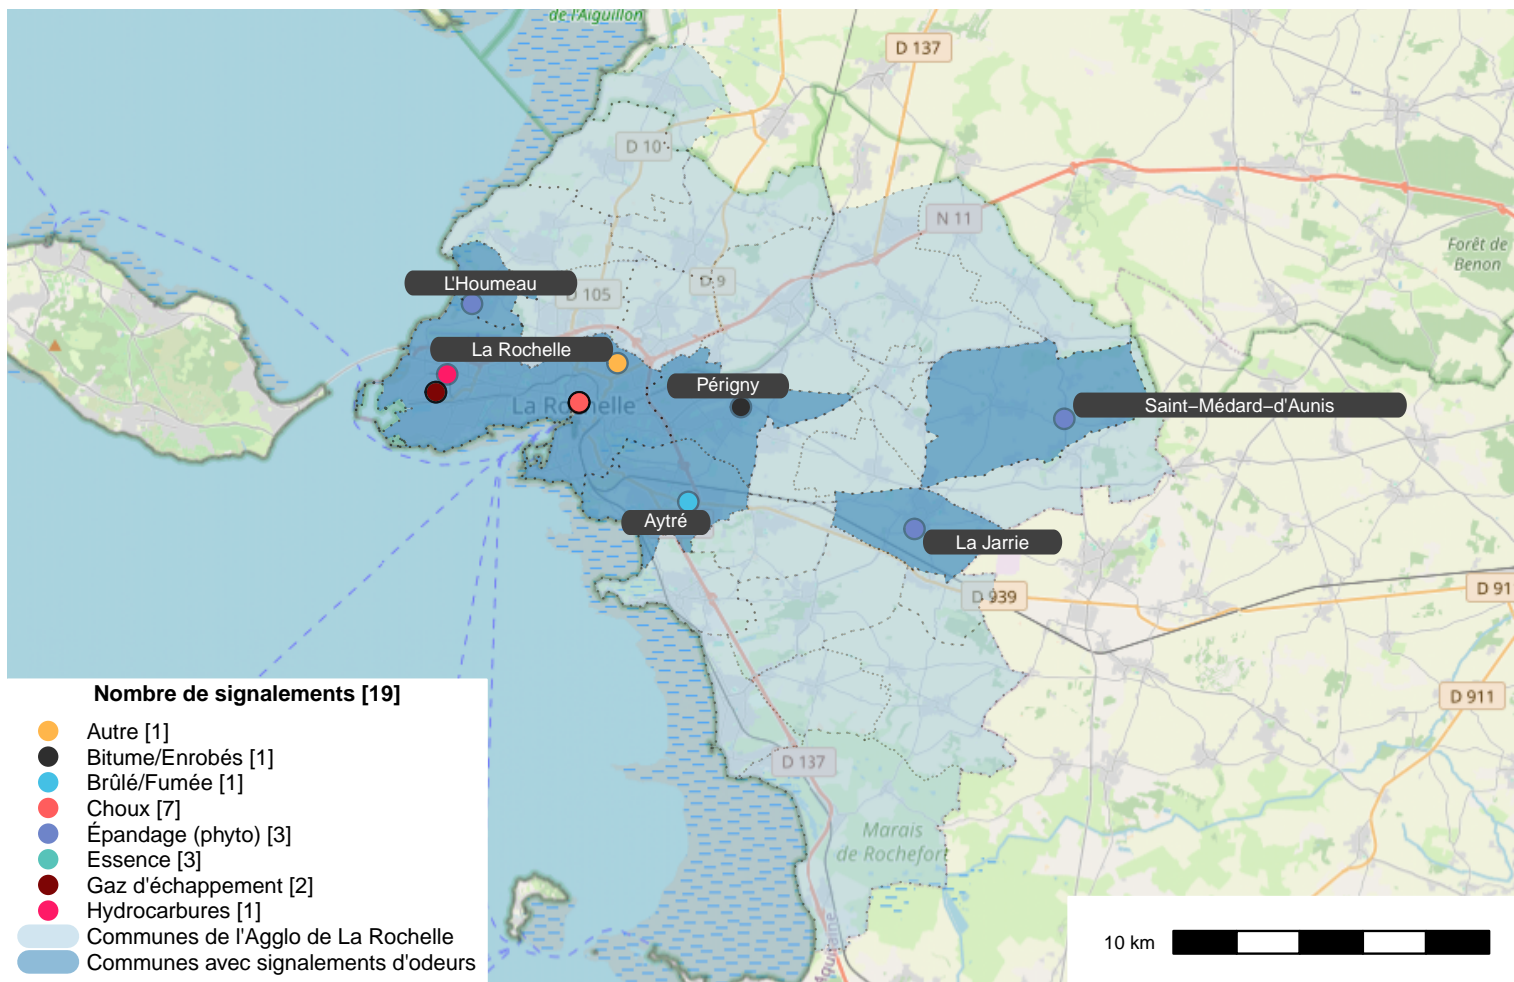 de l'Aiguillon
D 137
D 10
N 11
Forêt de
Benon
L'Houmeau
D 9
D 105
La Rochelle
Périgny
La Rochelle
Saint–Médard–d'Aunis
Aytré
La Jarrie
D 939
D 91
D 911
D 137
Marais
de Rochefort
Aquitaine
Nombre de signalements [19]
Autre [1]
Bitume/Enrobés [1]
Brûlé/Fumée [1]
Choux [7]
Épandage (phyto) [3]
Essence [3]
Gaz d'échappement [2]
Hydrocarbures [1]
Communes de l'Agglo de La Rochelle
Communes avec signalements d'odeurs
10 km